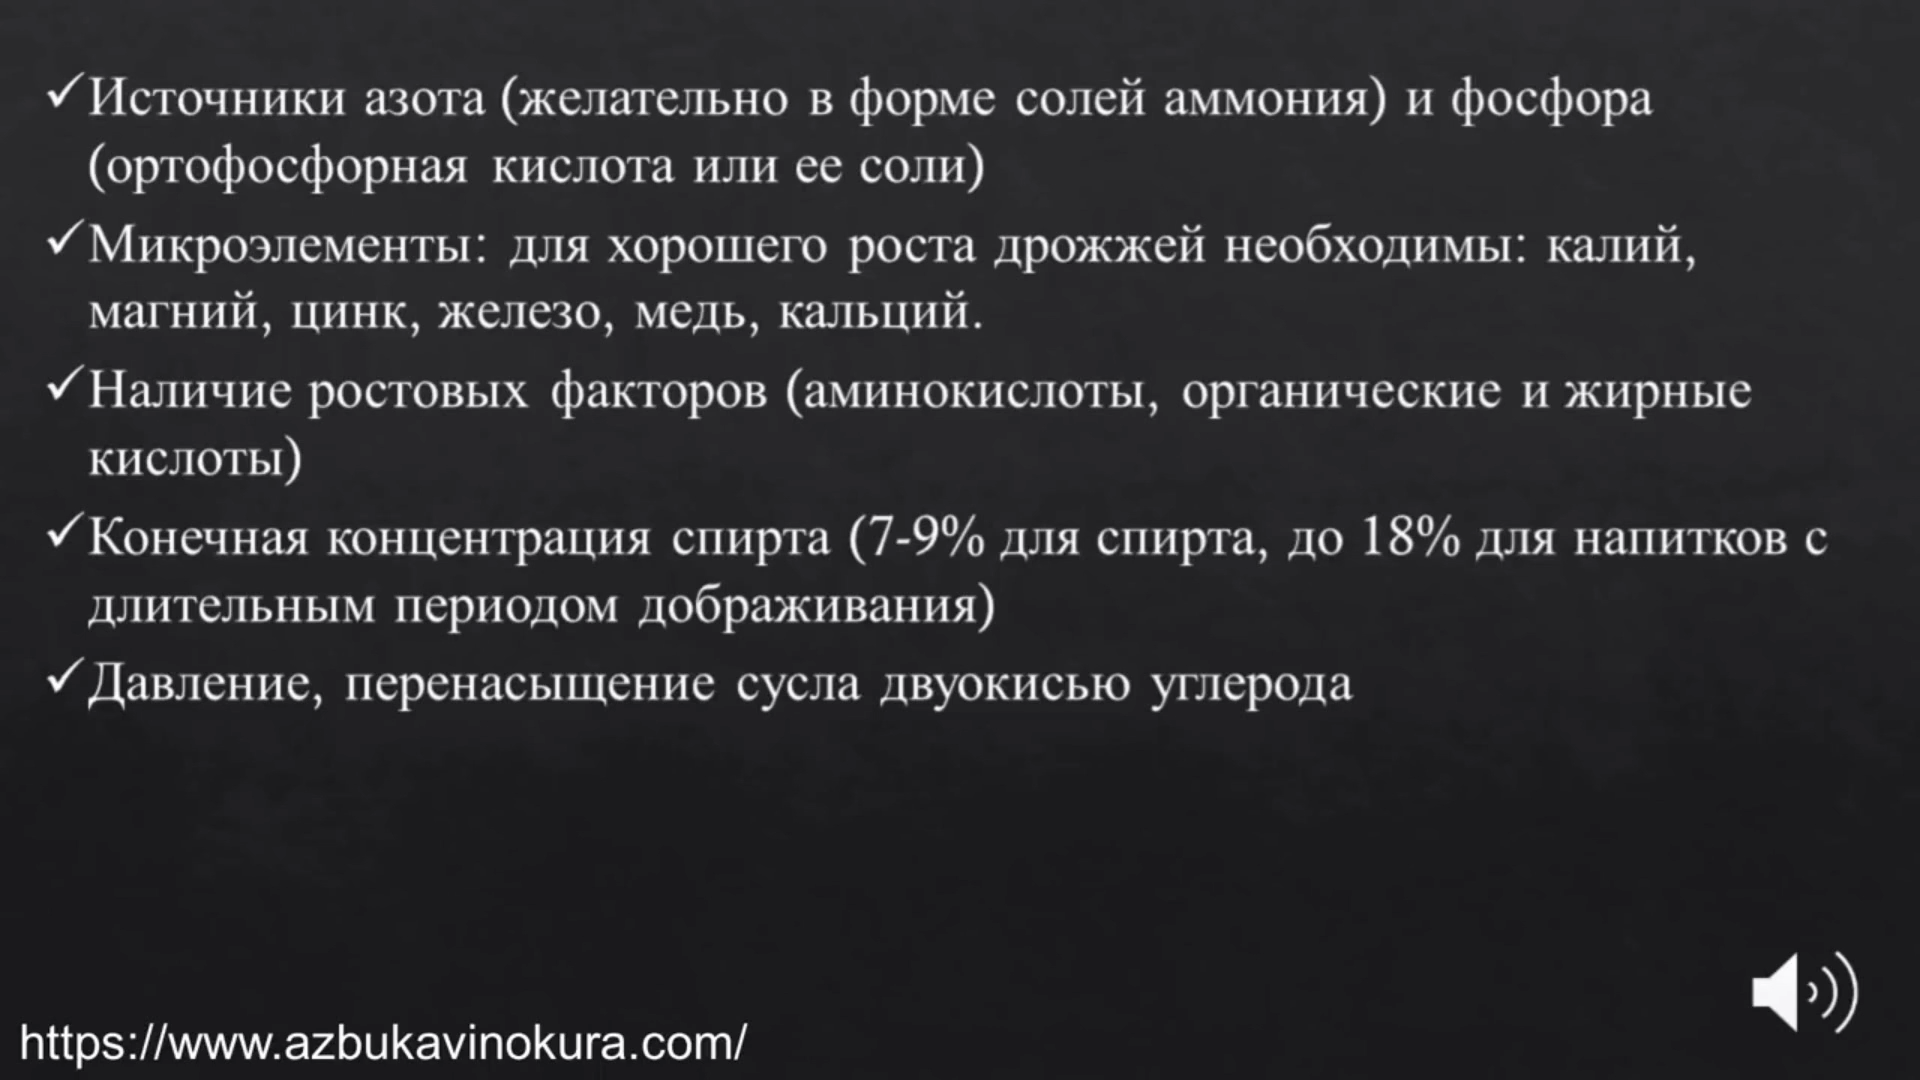 ✓Источники азота (желательно в форме солей аммония) и фосфора
(ортофосфорная кислота или ее соли)
✓Микроэлементы: для хорошего роста дрожжей необходимы: калий,
магний, цинк, железо, медь, кальций.
✓Наличие ростовых факторов (аминокислоты, органические и жирные
кислоты)
✓Конечная концентрация спирта (7-9% для спирта, до 18% для напитков с
длительным периодом дображивания)
✓Давление, перенасыщение сусла двуокисью углерода
https://www.azbukavinokura.com/